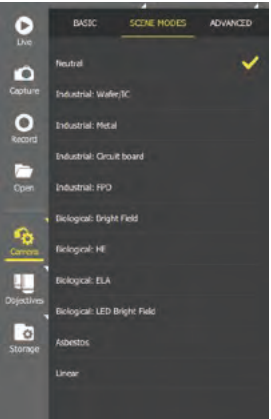 BASIC SCENE MODES ADVANCED
Live
Neutral
Capture
Industrial: Wafer/IC
Industrial: Metal
Record
Industrial: Circuit board
Open
Industrial: FPD
Biological: Bright Field
Camera
Biological: HE
Biological: ELA
Objectives
Biological: LED Bright Field
Storage
Asbestos
Linear